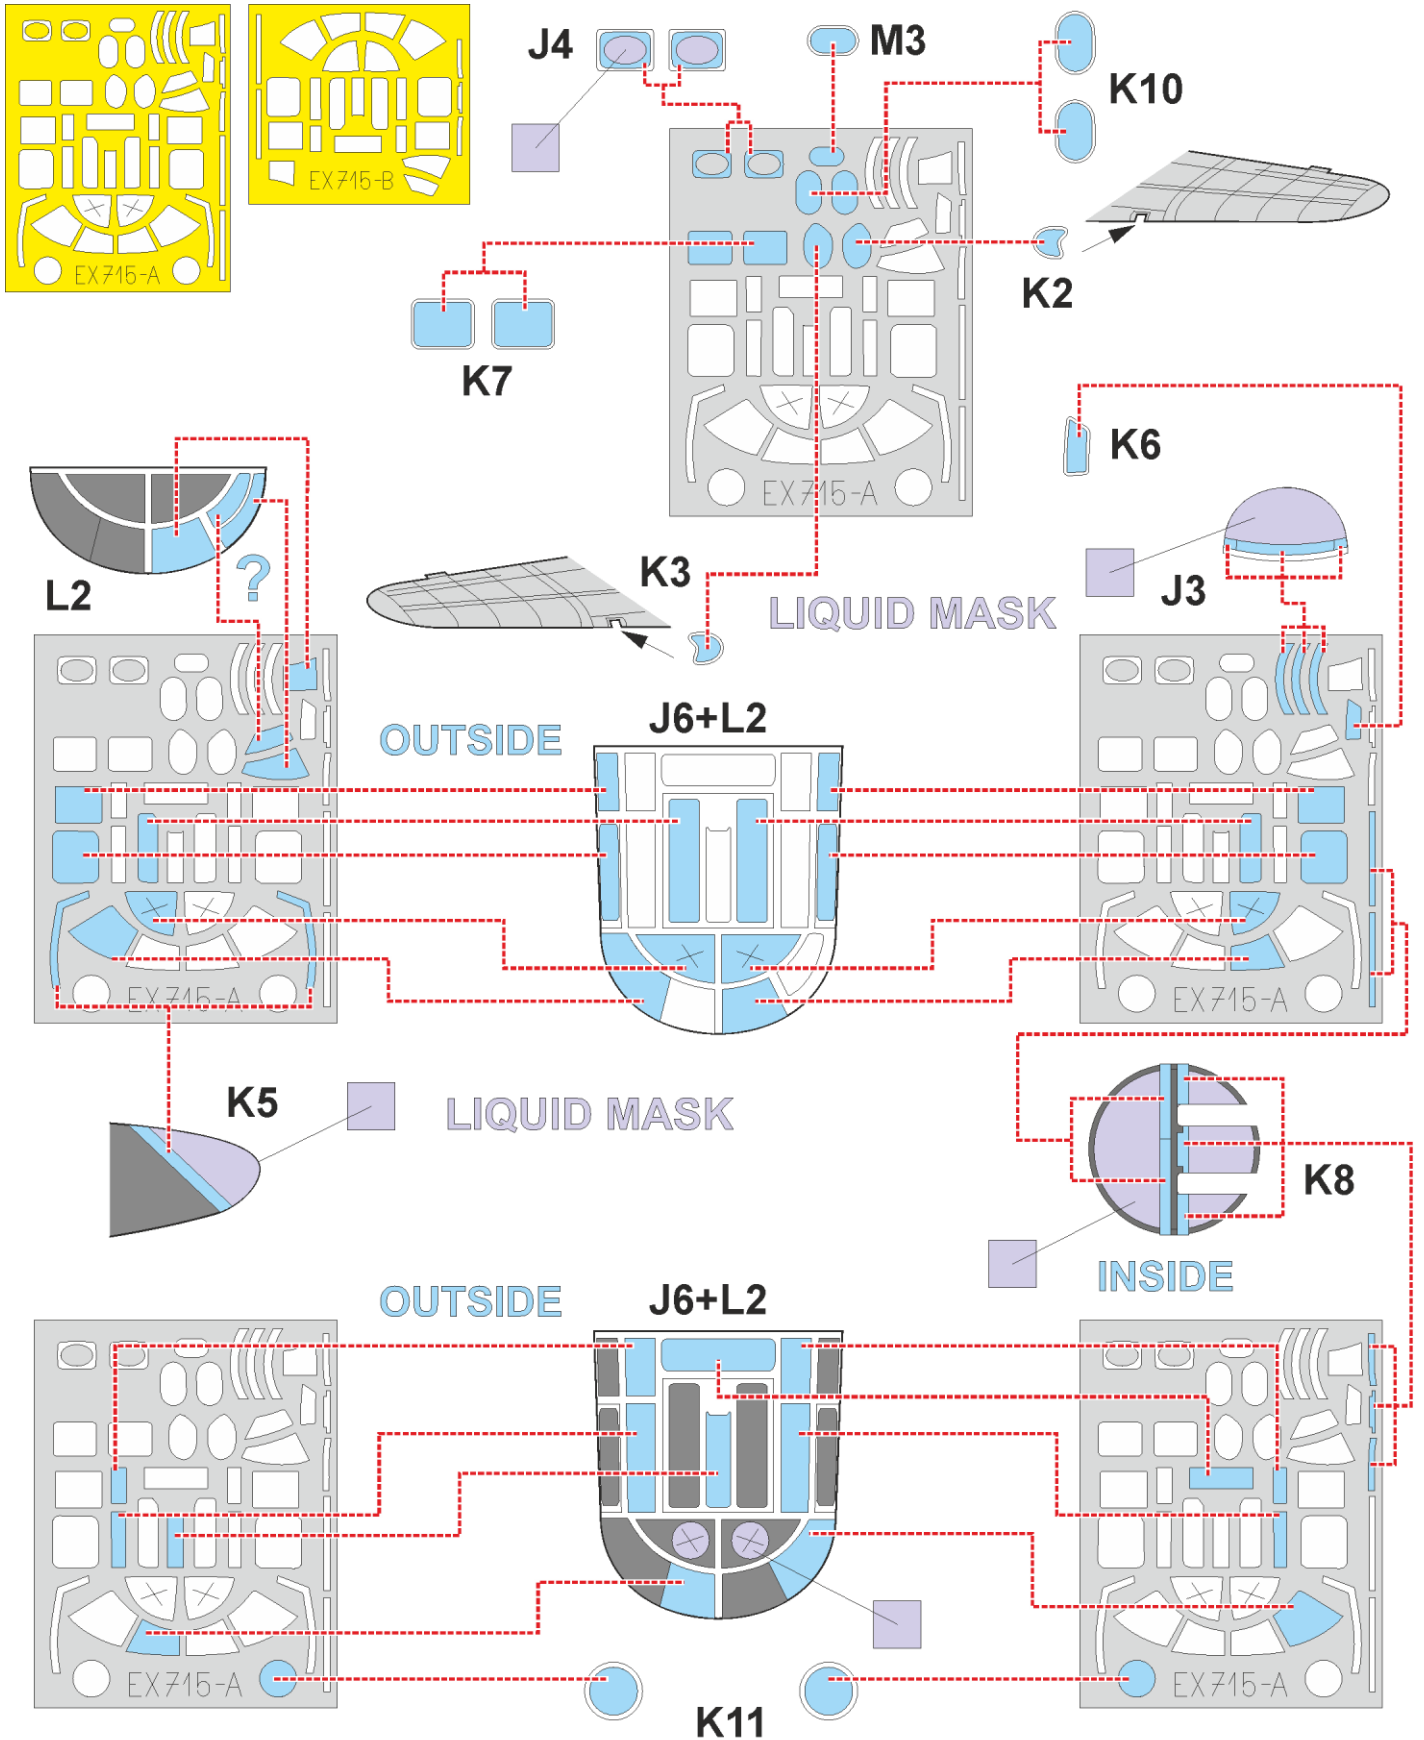 J4
M3
K10
EX715-B
EX715-A
K2
K7
K6
EX715-A
L2
?
K3
J3
LIQUID MASK
OUTSIDE
J6+L2
EX715-A
EX715-A
K5
LIQUID MASK
K8
INSIDE
OUTSIDE
J6+L2
EX715-A
EX715-A
K11